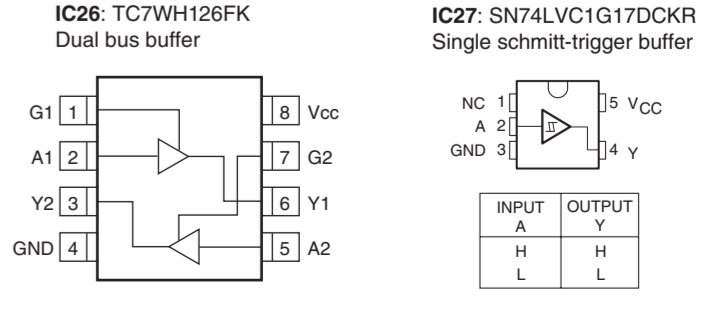 IC26: TC7WH126FK
Dual bus buffer
G1 1
8 Vcc
A1 2
7 G2
Y2 3
6 Y1
GND 4
5 A2
IC27: SN74LVC1G17DCKR
Single schmitt-trigger buffer
NC 1
5 VCC
A 2
GND 3
4 Y
INPUT OUTPUT
A Y
H H
L L